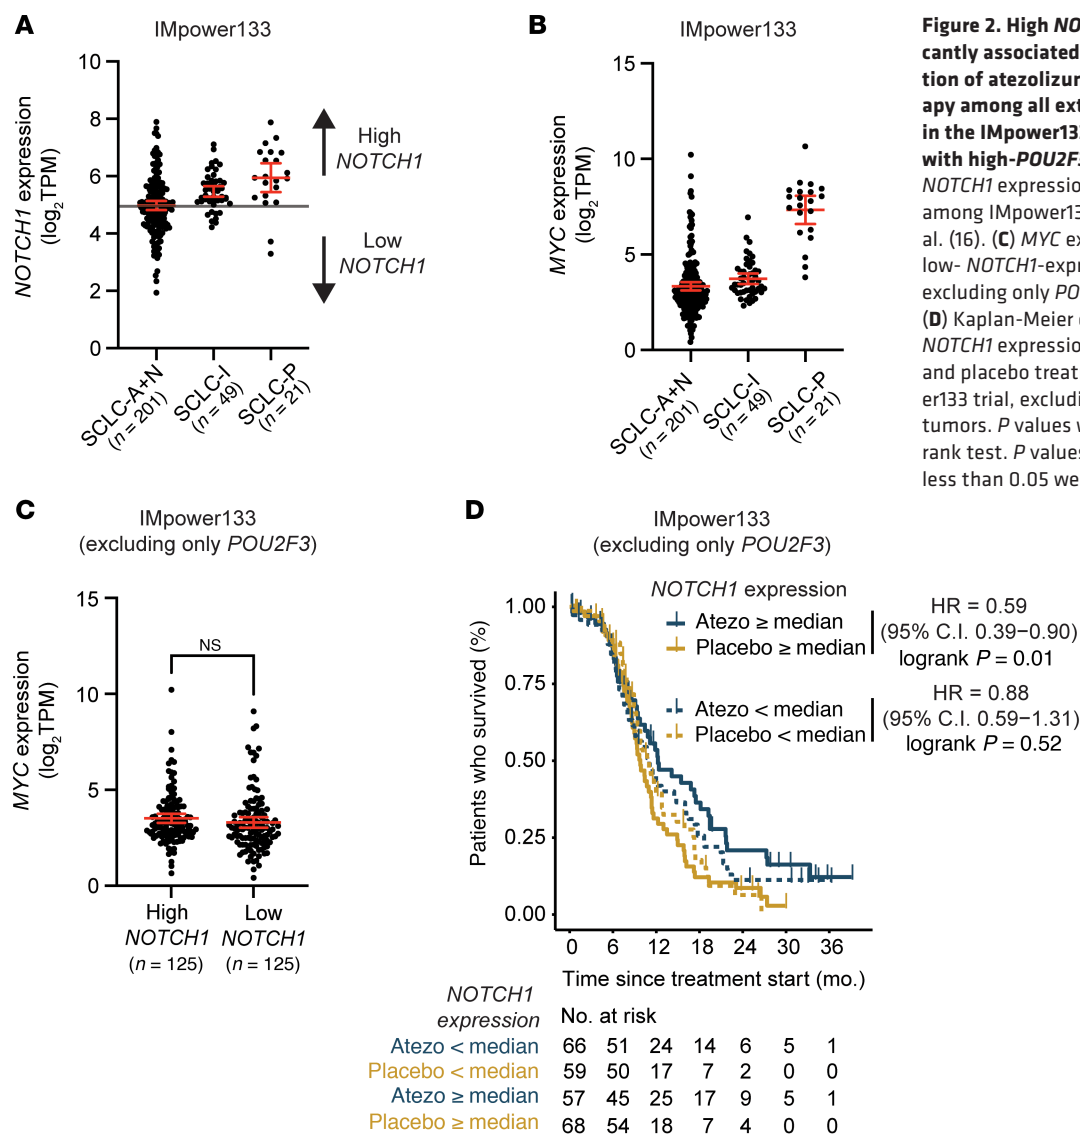 A
IMpower133
NOTCH1 expression
(log2TPM)
10
8
6
4
2
0
High
NOTCH1
Low
NOTCH1
SCLC-A+N
(n = 201)
SCLC-I
(n = 49)
SCLC-P
(n = 21)
B
IMpower133
MYC expression
(log2TPM)
15
10
5
0
SCLC-A+N
(n = 201)
SCLC-I
(n = 49)
SCLC-P
(n = 21)
Figure 2. High NO
cantly associated
tion of atezolizur
apy among all ext
in the IMpower13
with high-POU2F
NOTCH1 expressio
among IMpower13
al. (16). (C) MYC ex
low- NOTCH1-expr
excluding only PO
(D) Kaplan-Meier
NOTCH1 expressio
and placebo treat
er133 trial, excludi
tumors. P values
rank test. P values
less than 0.05 we
C
IMpower133
(excluding only POU2F3)
MYC expression
(log2TPM)
15
10
5
0
NS
High
NOTCH1
(n = 125)
Low
NOTCH1
(n = 125)
D
IMpower133
(excluding only POU2F3)
NOTCH1 expression
Atezo ≥ median
Placebo ≥ median
HR = 0.59
(95% C.I. 0.39–0.90)
logrank P = 0.01
Atezo < median
Placebo < median
HR = 0.88
(95% C.I. 0.59–1.31)
logrank P = 0.52
Patients who survived (%)
1.00
0.75
0.50
0.25
0.00
0 6 12 18 24 30 36
Time since treatment start (mo.)
NOTCH1
expression
No. at risk
Atezo < median 66 51 24 14 6 5 1
Placebo < median 59 50 17 7 2 0 0
Atezo ≥ median 57 45 25 17 9 5 1
Placebo ≥ median 68 54 18 7 4 0 0